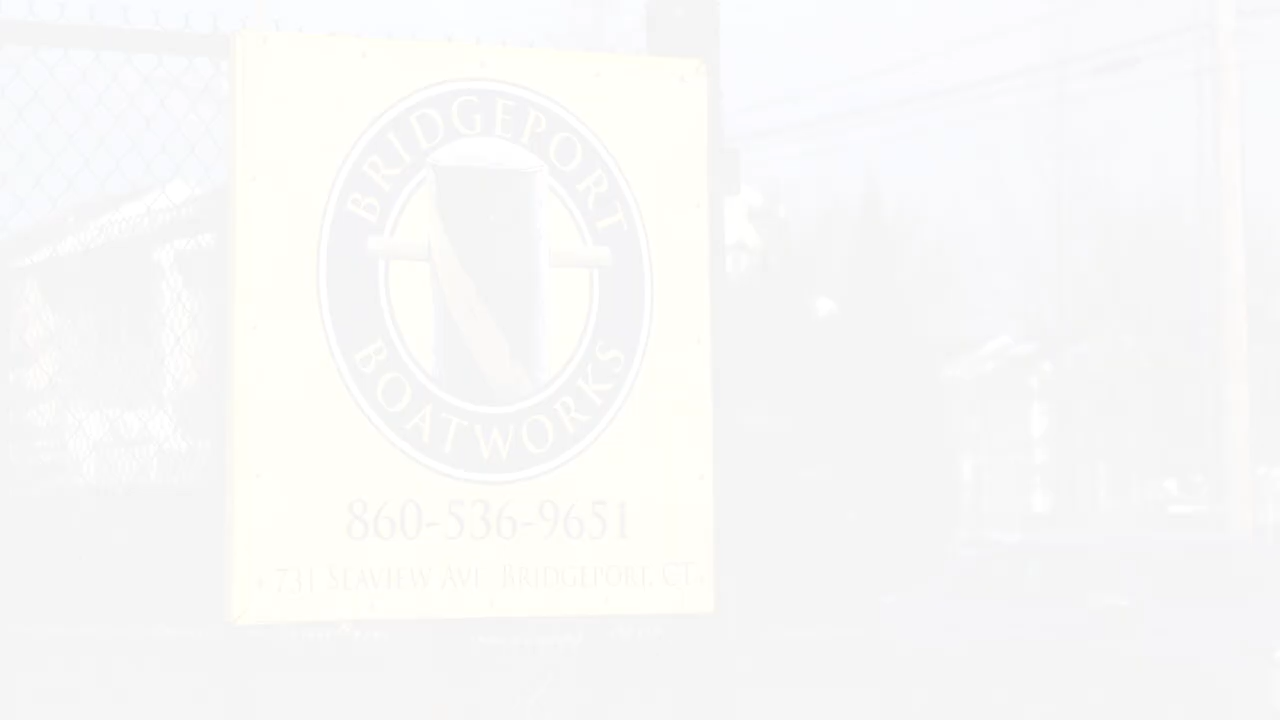 BRIDGEPORT
BOATWORKS
860-536-9651
731 SEAVIEW AVE BRIDGEPORT, CT